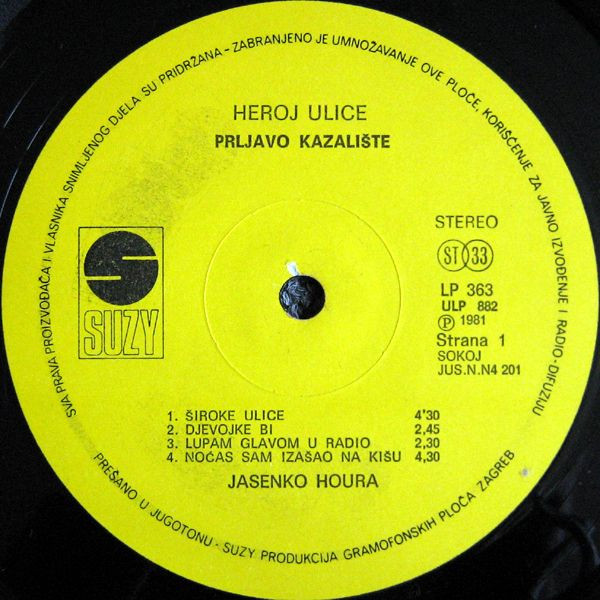 SVA PRAVA PROIZVOĐAČA I VLASNIKA SNIMLJENOG DJELA SU PRIDRŽANA - ZABRANJENO JE UMNOŽAVANJE OVE PLOČE, KORIŠĆENJE ZA JAVNO IZVOĐENJE I RADIO-DIFUZIJU
HEROJ ULICE
PRLJAVO KAZALIŠTE
SUZY
STEREO
ST 33
LP 363
ULP 882
Ⓟ 1981
Strana 1
SOKOJ
JUS.N.N4 201
1. ŠIROKE ULICE 4'30
2. DJEVOJKE BI 2,45
3. LUPAM GLAVOM U RADIO 2,30
4. NOĆAS SAM IZAŠAO NA KIŠU 4,30
JASENKO HOURA
PREŠANO U JUGOTONU - SUZY PRODUKCIJA GRAMOFONSKIH PLOČA ZAGREB